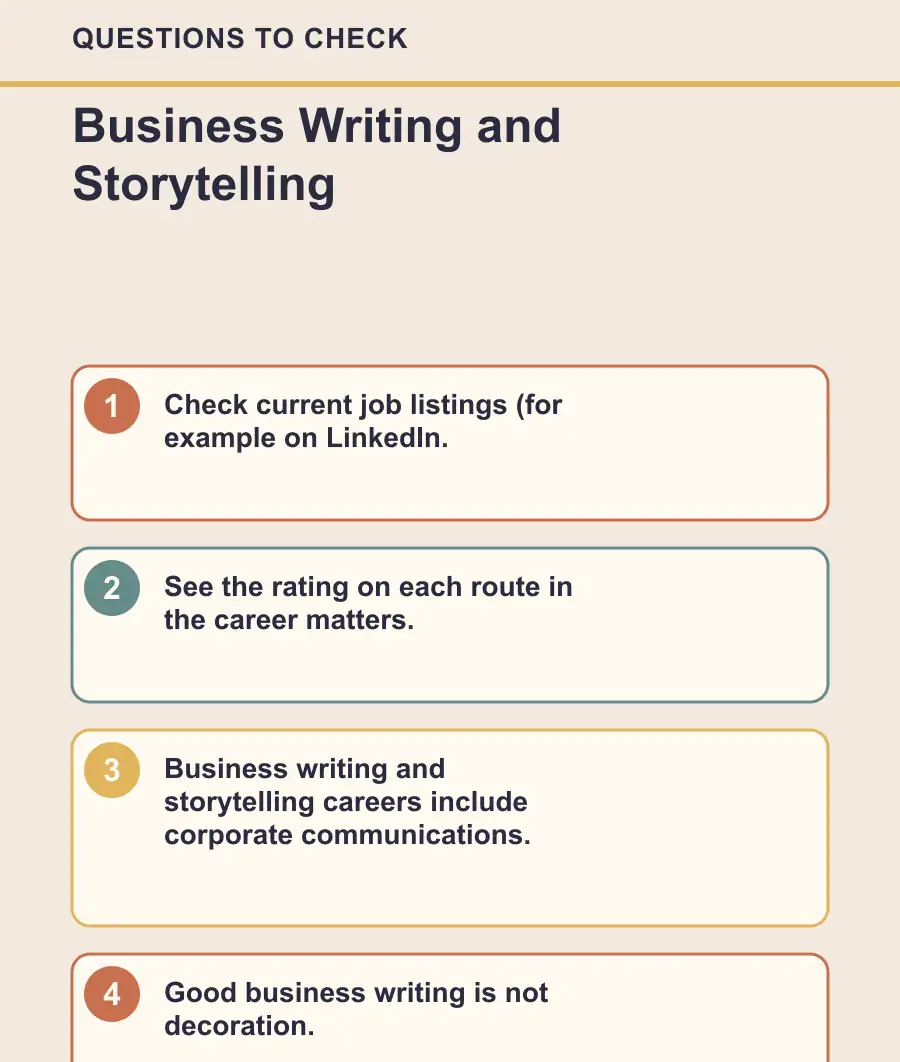 QUESTIONS TO CHECK
Business Writing and
Storytelling
1
Check current job listings (for
example on LinkedIn.
2
See the rating on each route in
the career matters.
3
Business writing and
storytelling careers include
corporate communications.
4
Good business writing is not
decoration.